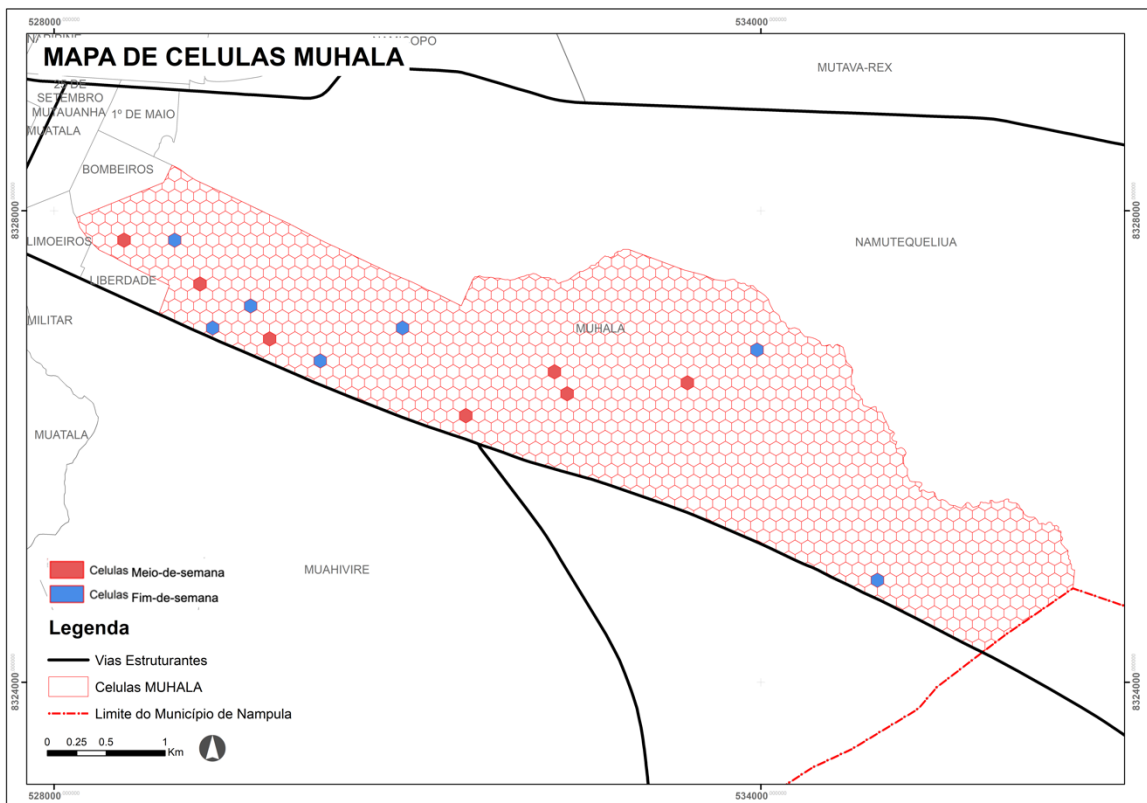 528000
534000
MAPA DE CELULAS MUHALA
MUTAVA-REX
SETEMBRO
MUTAUANHA
1º DE MAIO
MUATALA
BOMBEIROS
8328000
8328000
LIMOEIROS
NAMUTEQUELIUA
LIBERDADE
MILITAR
MUHALA
MUATALA
MUAHIVIRE
Celulas Meio-de-semana
Celulas Fim-de-semana
Legenda
Vias Estruturantes
Celulas MUHALA
Limite do Município de Nampula
8324000
8324000
0 0.25 0.5 1
Km
528000
534000